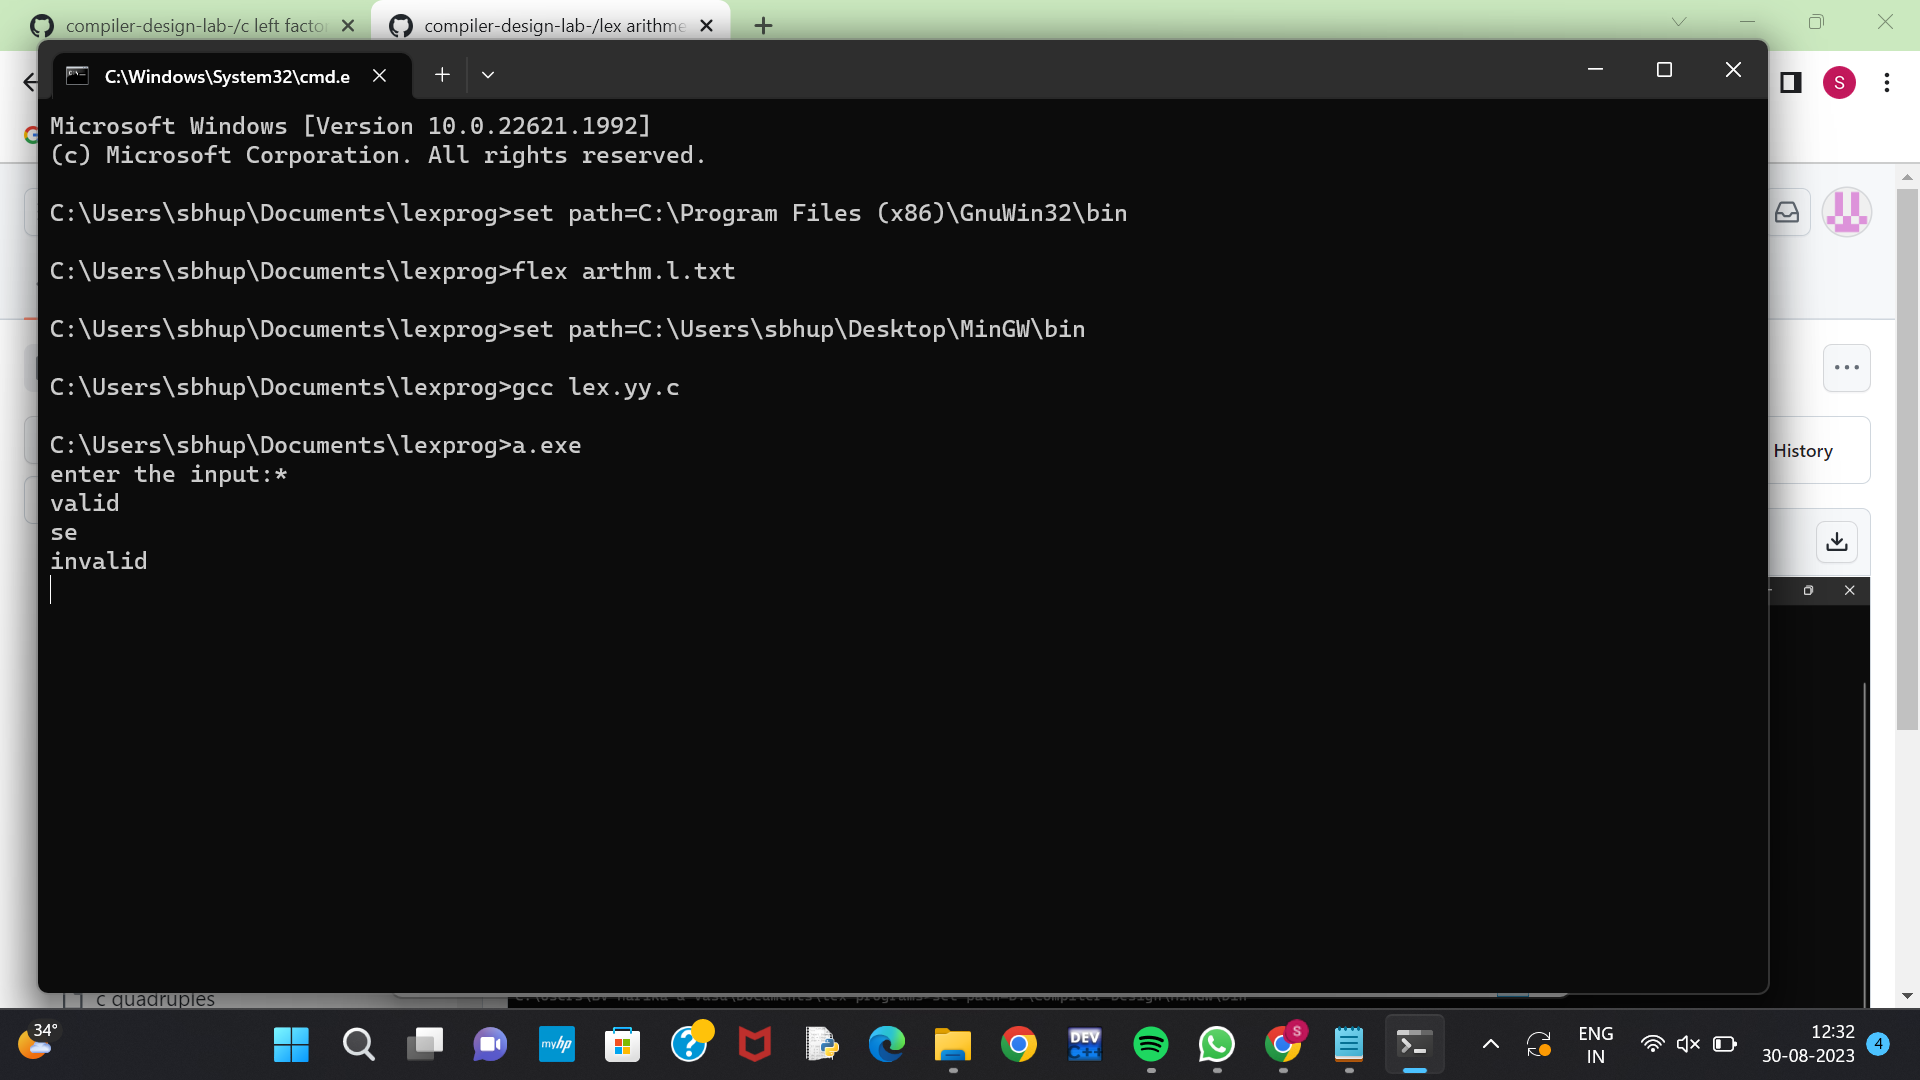 compiler-design-lab-/c left facto
compiler-design-lab-/lex arithme
C:\Windows\System32\cmd.e
S
Microsoft Windows [Version 10.0.22621.1992]
(c) Microsoft Corporation. All rights reserved.
C:\Users\sbhup\Documents\lexprog>set path=C:\Program Files (x86)\GnuWin32\bin
C:\Users\sbhup\Documents\lexprog>flex arthm.l.txt
C:\Users\sbhup\Documents\lexprog>set path=C:\Users\sbhup\Desktop\MinGW\bin
C:\Users\sbhup\Documents\lexprog>gcc lex.yy.c
C:\Users\sbhup\Documents\lexprog>a.exe
enter the input:*
valid
se
invalid
History
c quadruples
34°
myhp
DEV
C++
S
ENG
IN
12:32
30-08-2023
4